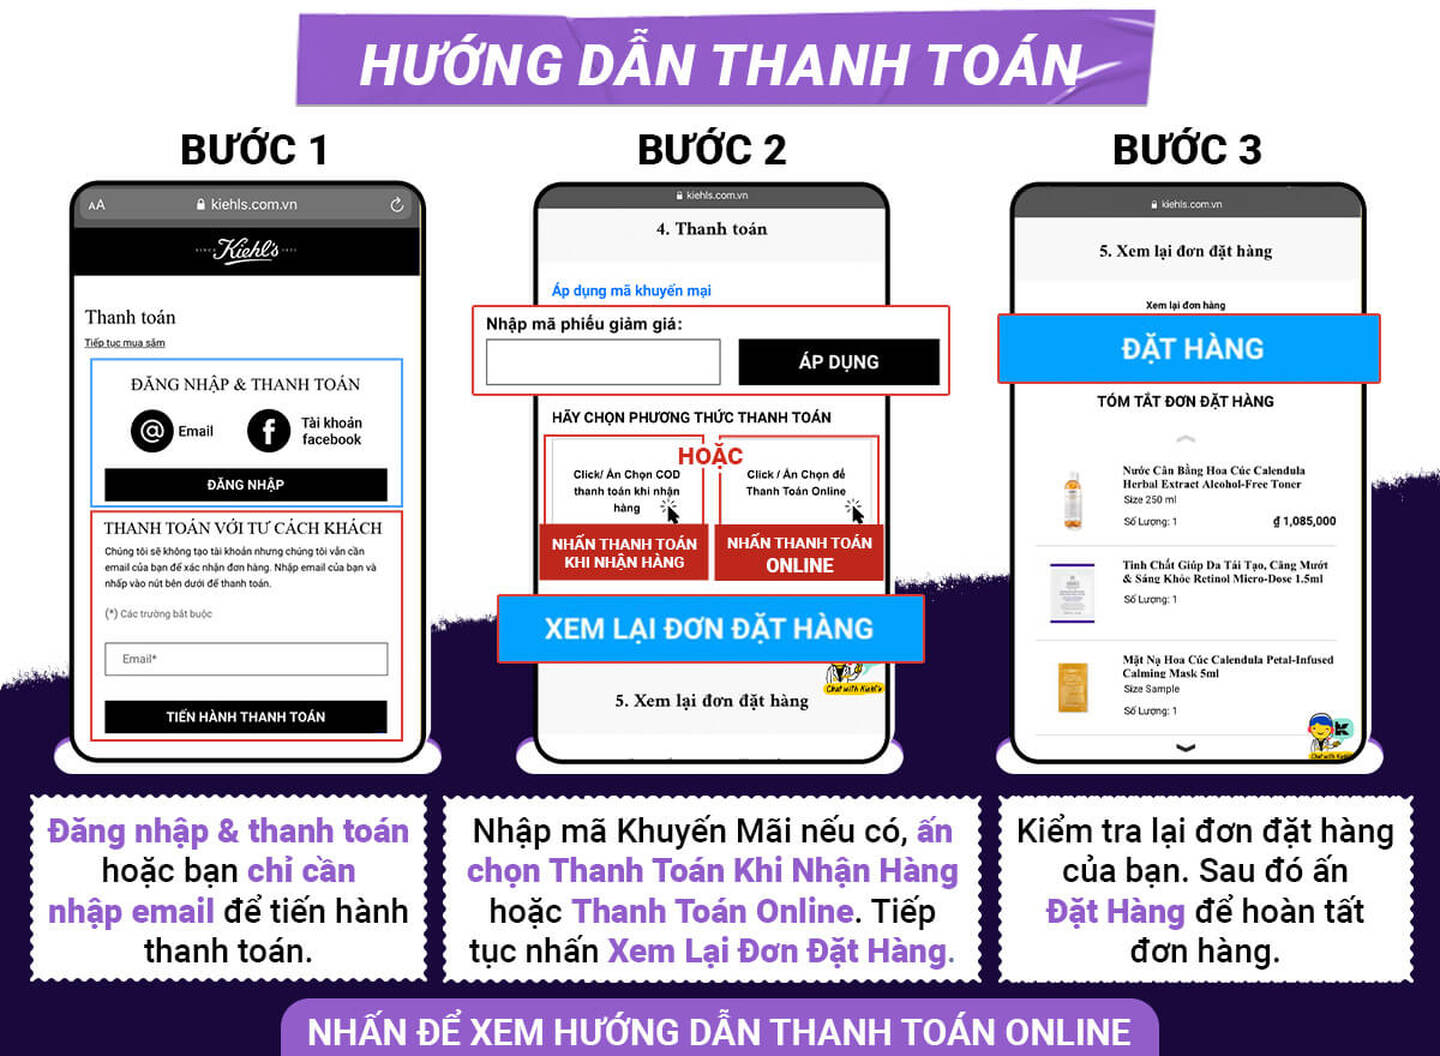 HƯỚNG DẪN THANH TOÁN
BƯỚC 1
AA kiehls.com.vn
SINCE Kiehl's 1851
Thanh toán
Tiếp tục mua sắm
ĐĂNG NHẬP & THANH TOÁN
@ Email
f Tài khoản
facebook
ĐĂNG NHẬP
THANH TOÁN VỚI TƯ CÁCH KHÁCH
Chúng tôi sẽ không tạo tài khoản nhưng chúng tôi vẫn cần
email của bạn để xác nhận đơn hàng. Nhập email của bạn và
nhấp vào nút bên dưới để thanh toán.
(*) Các trường bắt buộc
Email*
TIẾN HÀNH THANH TOÁN
Đăng nhập & thanh toán
hoặc bạn chỉ cần
nhập email để tiến hành
thanh toán.
BƯỚC 2
kiehls.com.vn
4. Thanh toán
Áp dụng mã khuyến mại
Nhập mã phiếu giảm giá:
ÁP DỤNG
HÃY CHỌN PHƯƠNG THỨC THANH TOÁN
HOẶC
Click/ Ấn Chọn COD
thanh toán khi nhận
hàng
NHẤN THANH TOÁN
KHI NHẬN HÀNG
Click / Ấn Chọn để
Thanh Toán Online
NHẤN THANH TOÁN
ONLINE
XEM LẠI ĐƠN ĐẶT HÀNG
Chat with Kiehl's
5. Xem lại đơn đặt hàng
Nhập mã Khuyến Mãi nếu có, ấn
chọn Thanh Toán Khi Nhận Hàng
hoặc Thanh Toán Online. Tiếp
tục nhấn Xem Lại Đơn Đặt Hàng.
BƯỚC 3
kiehls.com.vn
5. Xem lại đơn đặt hàng
Xem lại đơn hàng
ĐẶT HÀNG
TÓM TẮT ĐƠN ĐẶT HÀNG
Nước Cân Bằng Hoa Cúc Calendula
Herbal Extract Alcohol-Free Toner
Size 250 ml
Số Lượng: 1 ₫ 1,085,000
Tinh Chất Giúp Da Tái Tạo, Căng Mướt
& Sáng Khỏe Retinol Micro-Dose 1.5ml
Số Lượng: 1
Mặt Nạ Hoa Cúc Calendula Petal-Infused
Calming Mask 5ml
Size Sample
Số Lượng: 1
K
Chat with Kiehl's
Kiểm tra lại đơn đặt hàng
của bạn. Sau đó ấn
Đặt Hàng để hoàn tất
đơn hàng.
NHẤN ĐỂ XEM HƯỚNG DẪN THANH TOÁN ONLINE